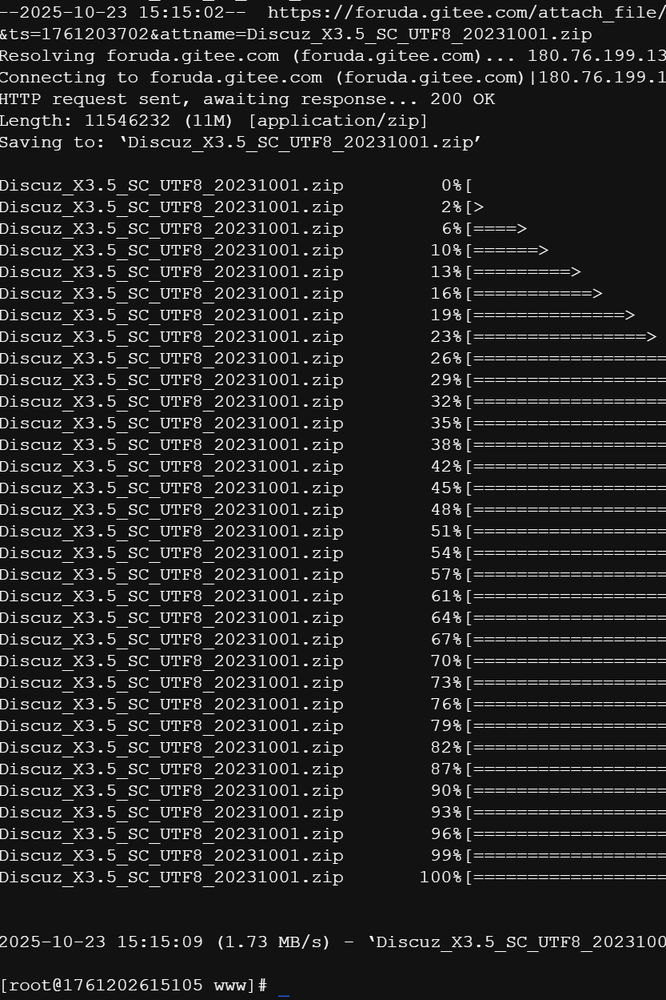 --2025-10-23 15:15:02--  https://foruda.gitee.com/attach_file/
&ts=1761203702&attname=Discuz_X3.5_SC_UTF8_20231001.zip
Resolving foruda.gitee.com (foruda.gitee.com)... 180.76.199.13
Connecting to foruda.gitee.com (foruda.gitee.com)|180.76.199.1
HTTP request sent, awaiting response... 200 OK
Length: 11546232 (11M) [application/zip]
Saving to: ‘Discuz_X3.5_SC_UTF8_20231001.zip’
Discuz_X3.5_SC_UTF8_20231001.zip         0%[
Discuz_X3.5_SC_UTF8_20231001.zip         2%[>
Discuz_X3.5_SC_UTF8_20231001.zip         6%[====>
Discuz_X3.5_SC_UTF8_20231001.zip        10%[======>
Discuz_X3.5_SC_UTF8_20231001.zip        13%[=========>
Discuz_X3.5_SC_UTF8_20231001.zip        16%[===========>
Discuz_X3.5_SC_UTF8_20231001.zip        19%[==============>
Discuz_X3.5_SC_UTF8_20231001.zip        23%[================>
Discuz_X3.5_SC_UTF8_20231001.zip        26%[==================
Discuz_X3.5_SC_UTF8_20231001.zip        29%[==================
Discuz_X3.5_SC_UTF8_20231001.zip        32%[==================
Discuz_X3.5_SC_UTF8_20231001.zip        35%[==================
Discuz_X3.5_SC_UTF8_20231001.zip        38%[==================
Discuz_X3.5_SC_UTF8_20231001.zip        42%[==================
Discuz_X3.5_SC_UTF8_20231001.zip        45%[==================
Discuz_X3.5_SC_UTF8_20231001.zip        48%[==================
Discuz_X3.5_SC_UTF8_20231001.zip        51%[==================
Discuz_X3.5_SC_UTF8_20231001.zip        54%[==================
Discuz_X3.5_SC_UTF8_20231001.zip        57%[==================
Discuz_X3.5_SC_UTF8_20231001.zip        61%[==================
Discuz_X3.5_SC_UTF8_20231001.zip        64%[==================
Discuz_X3.5_SC_UTF8_20231001.zip        67%[==================
Discuz_X3.5_SC_UTF8_20231001.zip        70%[==================
Discuz_X3.5_SC_UTF8_20231001.zip        73%[==================
Discuz_X3.5_SC_UTF8_20231001.zip        76%[==================
Discuz_X3.5_SC_UTF8_20231001.zip        79%[==================
Discuz_X3.5_SC_UTF8_20231001.zip        82%[==================
Discuz_X3.5_SC_UTF8_20231001.zip        87%[==================
Discuz_X3.5_SC_UTF8_20231001.zip        90%[==================
Discuz_X3.5_SC_UTF8_20231001.zip        93%[==================
Discuz_X3.5_SC_UTF8_20231001.zip        96%[==================
Discuz_X3.5_SC_UTF8_20231001.zip        99%[==================
Discuz_X3.5_SC_UTF8_20231001.zip       100%[==================
2025-10-23 15:15:09 (1.73 MB/s) - ‘Discuz_X3.5_SC_UTF8_2023100
[root@1761202615105 www]# _